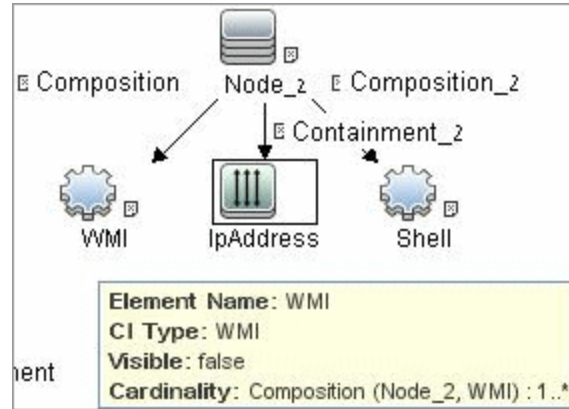 Composition Node_2 Composition_2
Containment_2
WMI IpAddress Shell
Element Name: WMI
CI Type: WMI
Visible: false
nent
Cardinality: Composition (Node_2, WMI) : 1..*